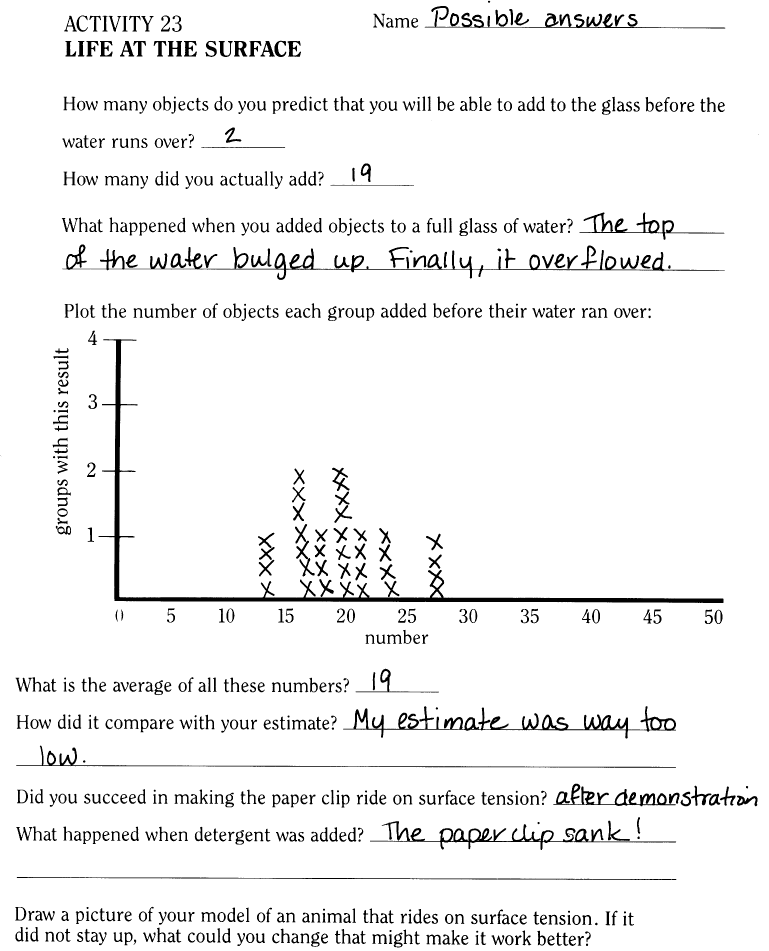 ACTIVITY 23 Name Possible answers
LIFE AT THE SURFACE
How many objects do you predict that you will be able to add to the glass before the
water runs over? 2
How many did you actually add? 19
What happened when you added objects to a full glass of water? The top
of the water bulged up. Finally, it overflowed.
Plot the number of objects each group added before their water ran over:
groups with this result
4
3
2
1
0 5 10 15 20 25 30 35 40 45 50
number
What is the average of all these numbers? 19
How did it compare with your estimate? My estimate was way too
low.
Did you succeed in making the paper clip ride on surface tension? after demonstration
What happened when detergent was added? The paper clip sank!
Draw a picture of your model of an animal that rides on surface tension. If it
did not stay up, what could you change that might make it work better?